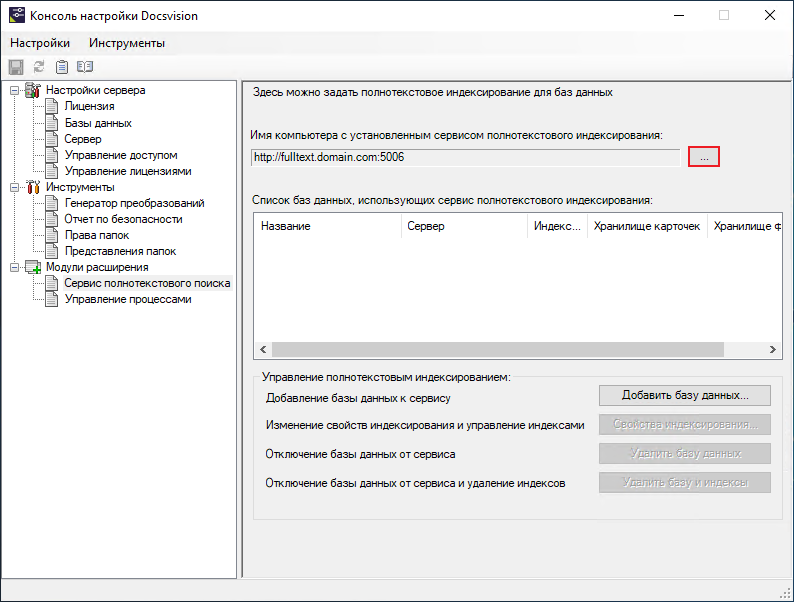 Консоль настройки Docsvision
Настройки Инструменты
Настройки сервера
Лицензия
Базы данных
Сервер
Управление доступом
Управление лицензиями
Инструменты
Генератор преобразований
Отчет по безопасности
Права папок
Представления папок
Модули расширения
Сервис полнотекстового поиска
Управление процессами
Здесь можно задать полнотекстовое индексирование для баз данных
Имя компьютера с установленным сервисом полнотекстового индексирования:
http://fulltext.domain.com:5006 ...
Список баз данных, использующих сервис полнотекстового индексирования:
Название Сервер Индекс... Хранилище карточек Хранилище ф
Управление полнотекстовым индексированием:
Добавление базы данных к сервису Добавить базу данных...
Изменение свойств индексирования и управление индексами Свойства индексирования...
Отключение базы данных от сервиса Удалить базу данных
Отключение базы данных от сервиса и удаление индексов Удалить базу и индексы